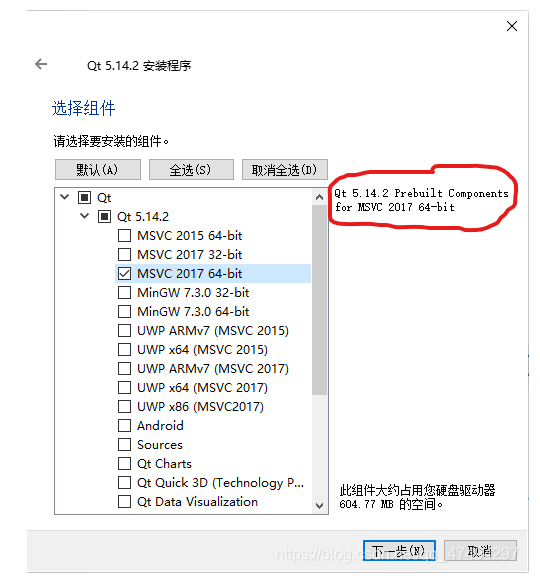 Qt 5.14.2 安装程序
选择组件
请选择要安装的组件。
默认(A)
全选(S)
取消全选(D)
Qt
Qt 5.14.2
MSVC 2015 64-bit
MSVC 2017 32-bit
MSVC 2017 64-bit
MinGW 7.3.0 32-bit
MinGW 7.3.0 64-bit
UWP ARMv7 (MSVC 2015)
UWP x64 (MSVC 2015)
UWP ARMv7 (MSVC 2017)
UWP x64 (MSVC 2017)
UWP x86 (MSVC2017)
Android
Sources
Qt Charts
Qt Quick 3D (Technology P...
Qt Data Visualization
Qt 5.14.2 Prebuilt Components
for MSVC 2017 64-bit
此组件大约占用您硬盘驱动器
604.77 MB 的空间。
下一步(N)
取消